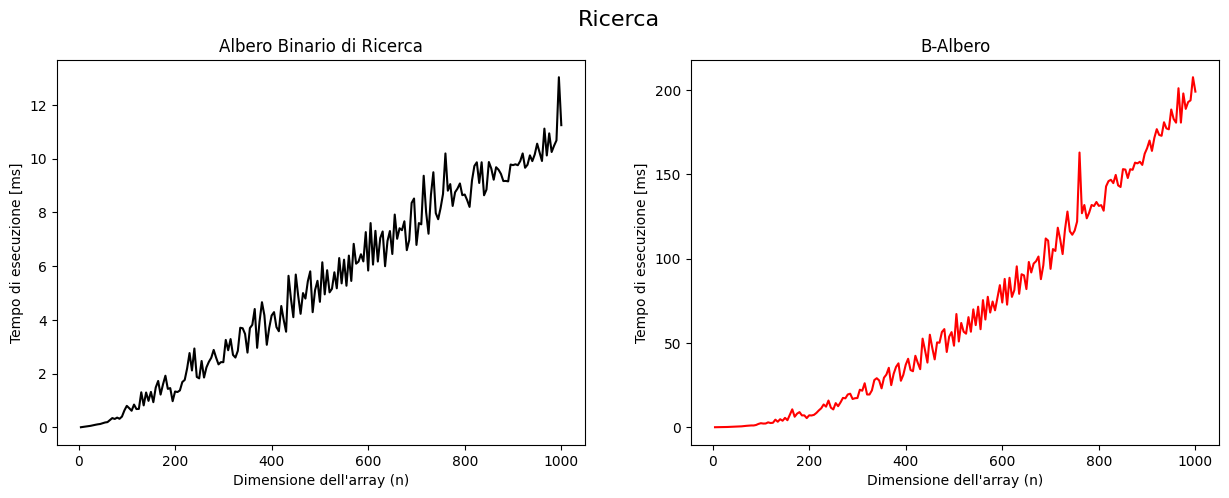 Ricerca
Albero Binario di Ricerca
Tempo di esecuzione [ms]
12
10
8
6
4
2
0
0 200 400 600 800 1000
Dimensione dell'array (n)
B-Albero
Tempo di esecuzione [ms]
200
150
100
50
0
0 200 400 600 800 1000
Dimensione dell'array (n)